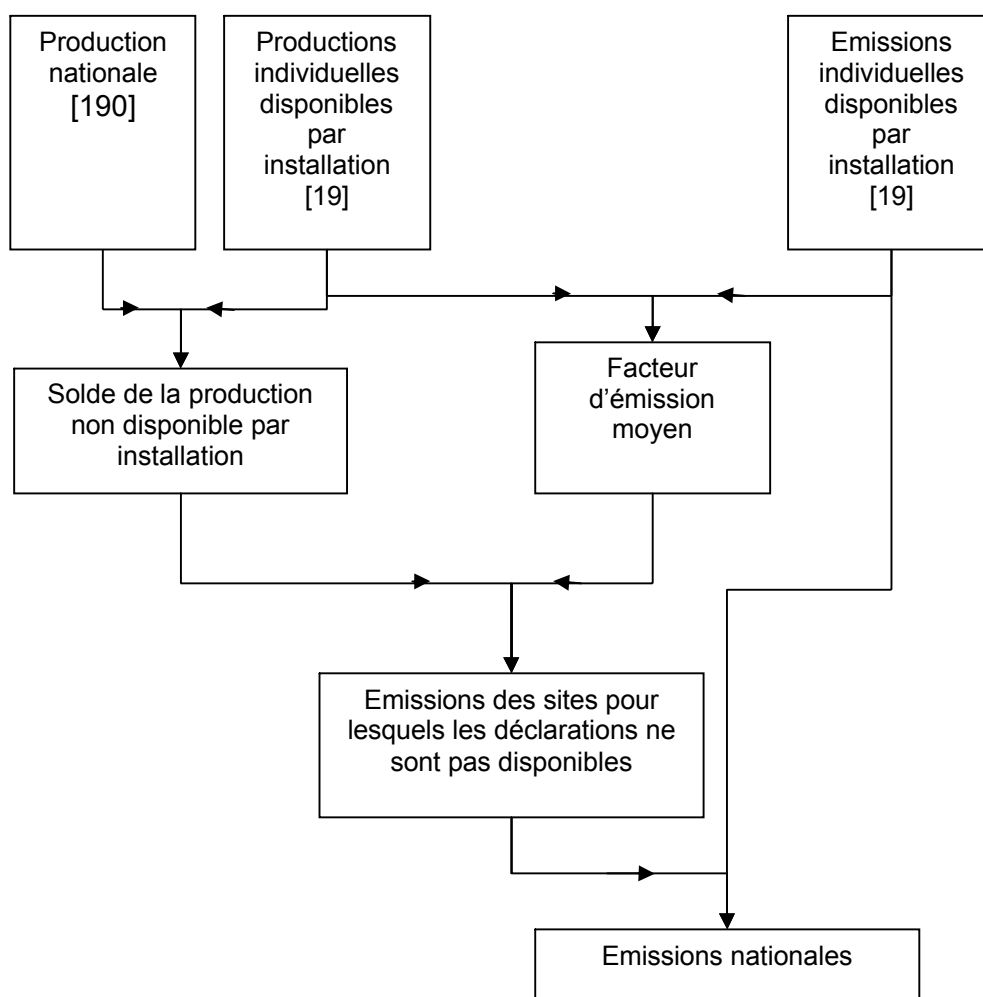 Production
nationale
[190]
Productions
individuelles
disponibles
par
installation
[19]
Emissions
individuelles
disponibles
par
installation
[19]
Solde de la production
non disponible par
installation
Facteur
d’émission
moyen
Emissions des sites pour
lesquels les déclarations ne
sont pas disponibles
Emissions nationales